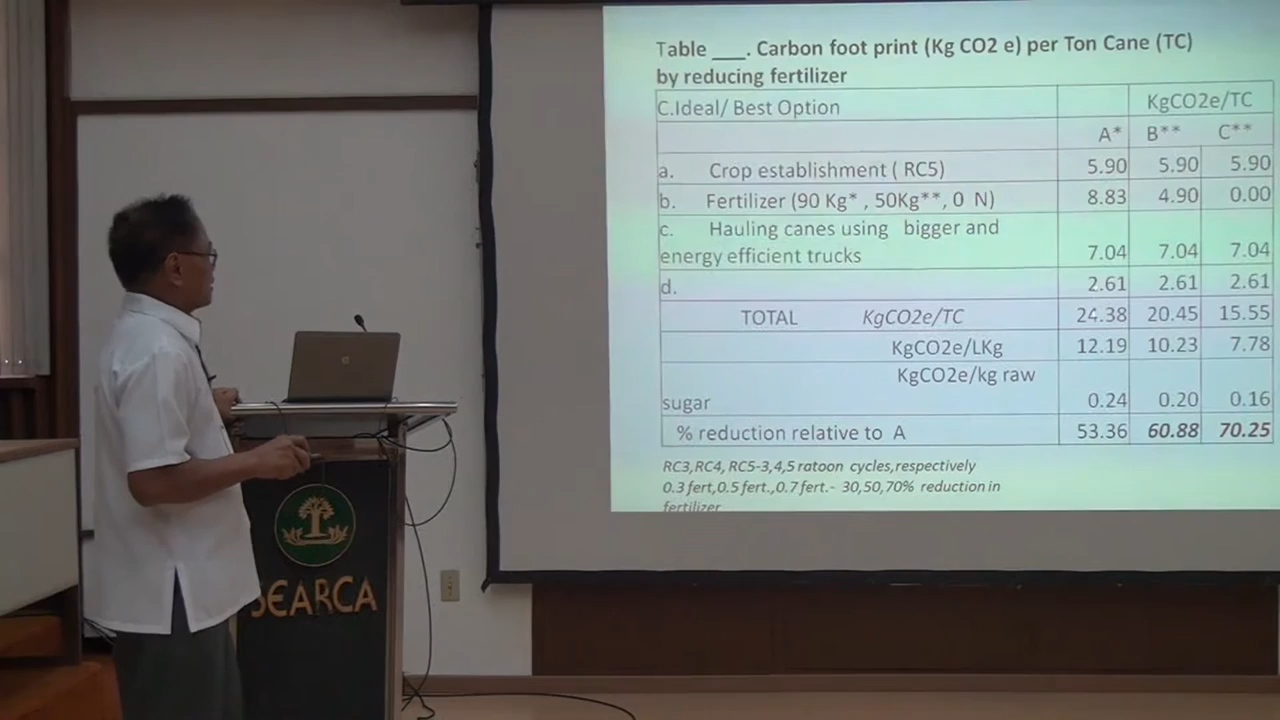 Table ___. Carbon foot print (Kg CO2 e) per Ton Cane (TC)
by reducing fertilizer
C.Ideal/ Best Option KgCO2e/TC
A* B** C**
a. Crop establishment ( RC5) 5.90 5.90 5.90
b. Fertilizer (90 Kg* , 50Kg**, 0 N) 8.83 4.90 0.00
c. Hauling canes using bigger and
energy efficient trucks 7.04 7.04 7.04
d. 2.61 2.61 2.61
TOTAL KgCO2e/TC 24.38 20.45 15.55
KgCO2e/LKg 12.19 10.23 7.78
KgCO2e/kg raw
sugar 0.24 0.20 0.16
% reduction relative to A 53.36 60.88 70.25
RC3,RC4, RC5-3,4,5 ratoon cycles,respectively
0.3 fert,0.5 fert.,0.7 fert.- 30,50,70% reduction in
fertilizer
SEARCA